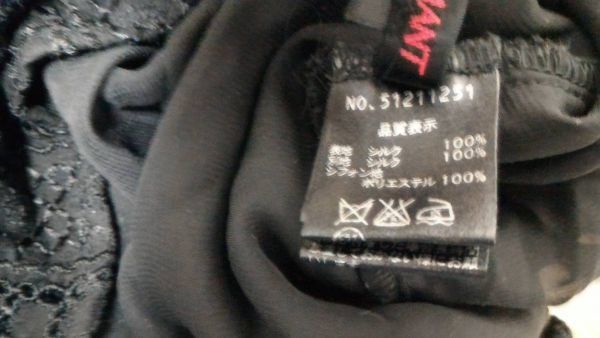 NO. 51211251
品質表示
表地 シルク 100%
裏地 シルク 100%
シフォン地
ポリエステル 100%